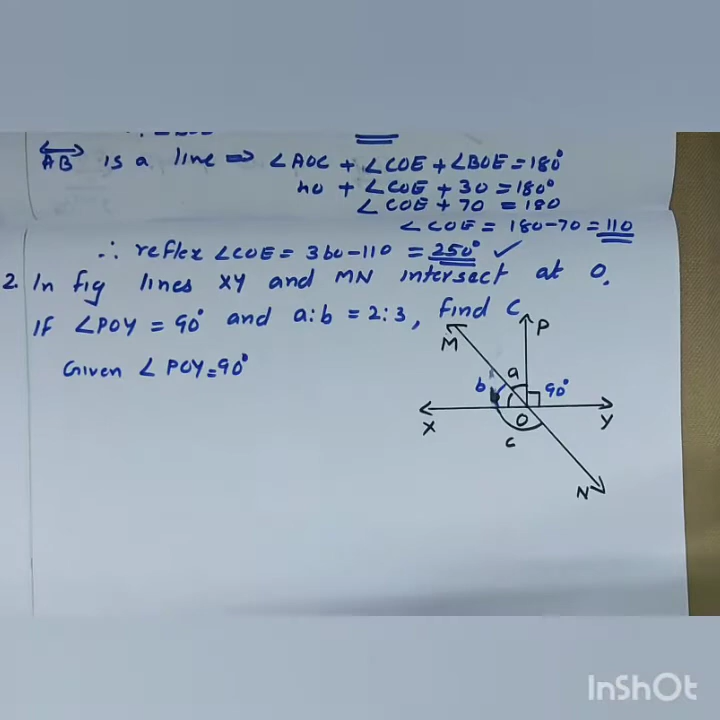 AB is a line ⇒ ∠AOC + ∠COE + ∠BOE = 180°
40 + ∠COE + 30 = 180°
∠COE + 70 = 180
∠COE = 180-70 = 110
∴ reflex ∠COE = 360-110 = 250° ✓
2. In fig lines XY and MN intersect at O.
If ∠POY = 90° and a:b = 2:3, find C
Given ∠POY = 90°
P
M
a
b
b
90°
X
O
Y
c
N
InShOt